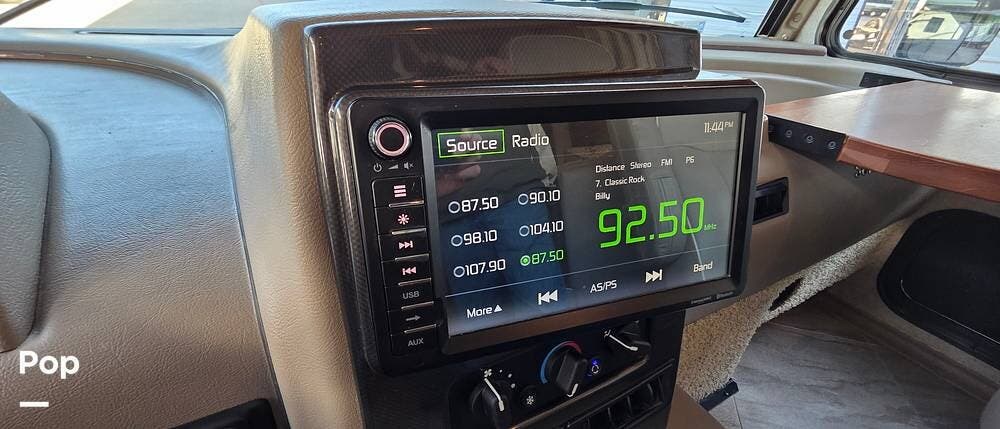 Source Radio
11:44 PM
Distance Stereo FM1 P6
7. Classic Rock
Billy
92.50 MHz
87.50 90.10
98.10 104.10
107.90 87.50
More AS/PS Band
USB
AUX
Pop